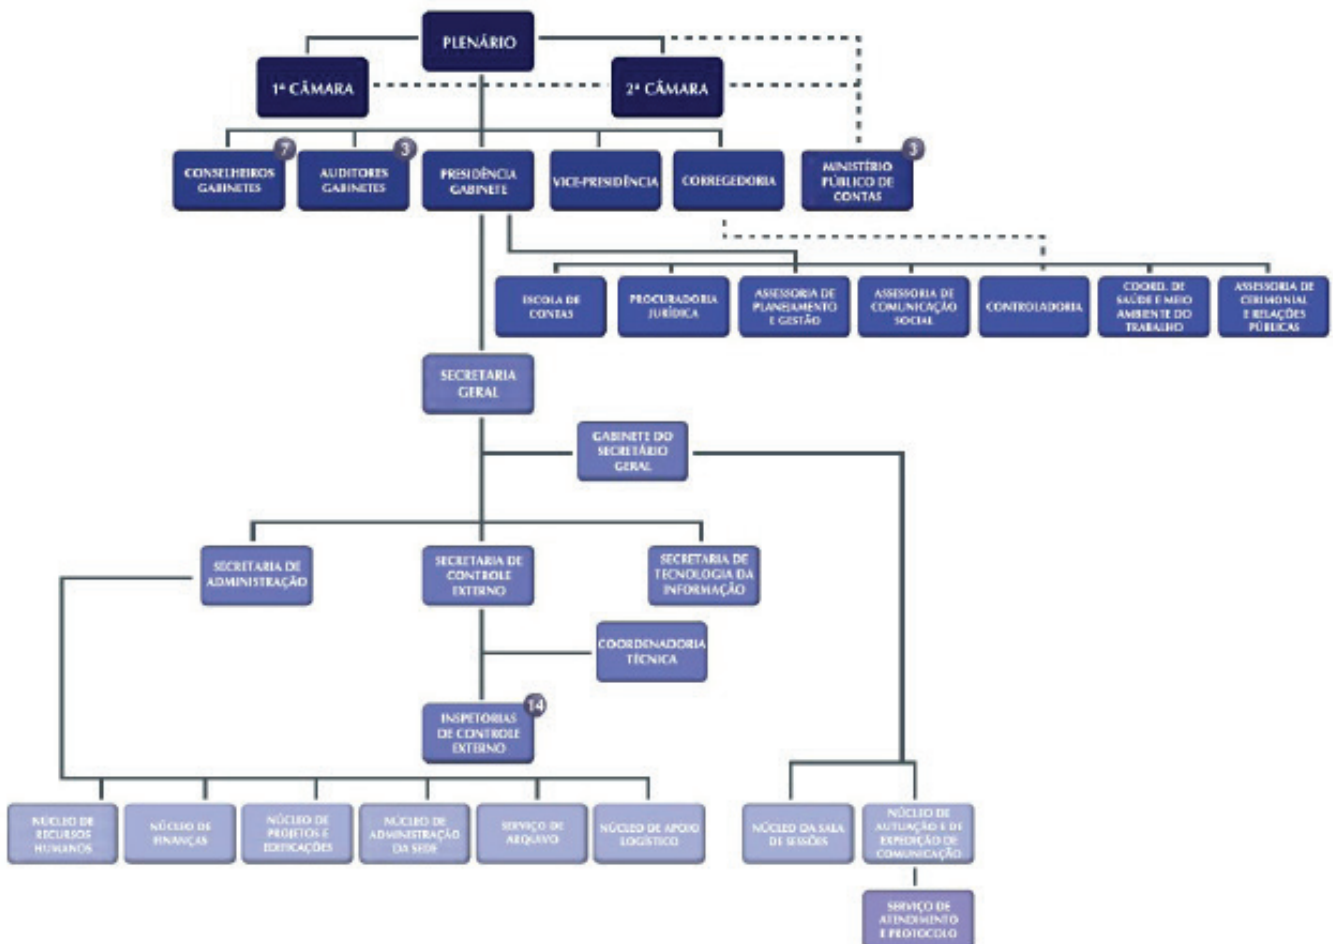 PLENÁRIO
1ª CÂMARA
2ª CÂMARA
7
3
3
CONSELHEIROS
GABINETES
AUDITORES
GABINETES
PRESIDÊNCIA
GABINETE
VICE-PRESIDÊNCIA
CORREGEDORIA
MINISTÉRIO
PÚBLICO DE
CONTAS
ESCOLA DE
CONTAS
PROCURADORIA
JURÍDICA
ASSESSORIA DE
PLANEJAMENTO
E GESTÃO
ASSESSORIA DE
COMUNICAÇÃO
SOCIAL
CONTROLADORIA
COORD. DE
SAÚDE E MEIO
AMBIENTE DO
TRABALHO
ASSESSORIA DE
CERIMONIAL
E RELAÇÕES
PÚBLICAS
SECRETARIA
GERAL
GABINETE DO
SECRETÁRIO
GERAL
SECRETARIA DE
ADMINISTRAÇÃO
SECRETARIA DE
CONTROLE
EXTERNO
SECRETARIA DE
TECNOLOGIA DA
INFORMAÇÃO
COORDENADORIA
TÉCNICA
14
INSPETORIAS
DE CONTROLE
EXTERNO
NÚCLEO DE
RECURSOS
HUMANOS
NÚCLEO DE
FINANÇAS
NÚCLEO DE
PROJETOS E
EDIFICAÇÕES
NÚCLEO DE
ADMINISTRAÇÃO
DA SEDE
SERVIÇO DE
ARQUIVO
NÚCLEO DE APOIO
LOGÍSTICO
NÚCLEO DA SALA
DE SESSÕES
NÚCLEO DE
AUTUAÇÃO E DE
EXPEDIÇÃO DE
COMUNICAÇÃO
SERVIÇO DE
ATENDIMENTO
E PROTOCOLO